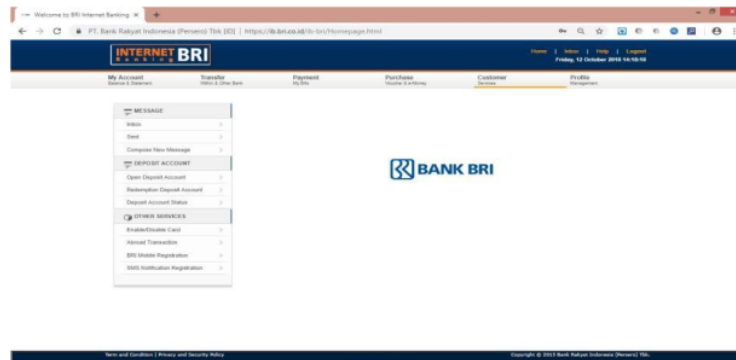 Welcome to BRI Internet Banking
PT. Bank Rakyat Indonesia (Persero) Tbk [ID] | https://ib.bri.co.id/ib-bri/Homepage.html
INTERNET Banking BRI
Home | Inbox | Help | Logout
Friday, 12 October 2018 14:10:15
My Account Transfer Payment Purchase Customer Profile
Balance & Statement Within & Other Bank My Bills Voucher & eMoney Services Management
MESSAGE
Inbox
Sent
Compose New Message
DEPOSIT ACCOUNT
Open Deposit Account
Redemption Deposit Account
Deposit Account Status
OTHER SERVICES
Enable/Disable Card
Abroad Transaction
BRI Mobile Registration
SMS Notification Registration
BANK BRI
Term and Condition | Privacy and Security Policy
Copyright © 2013 Bank Rakyat Indonesia (Persero) Tbk.